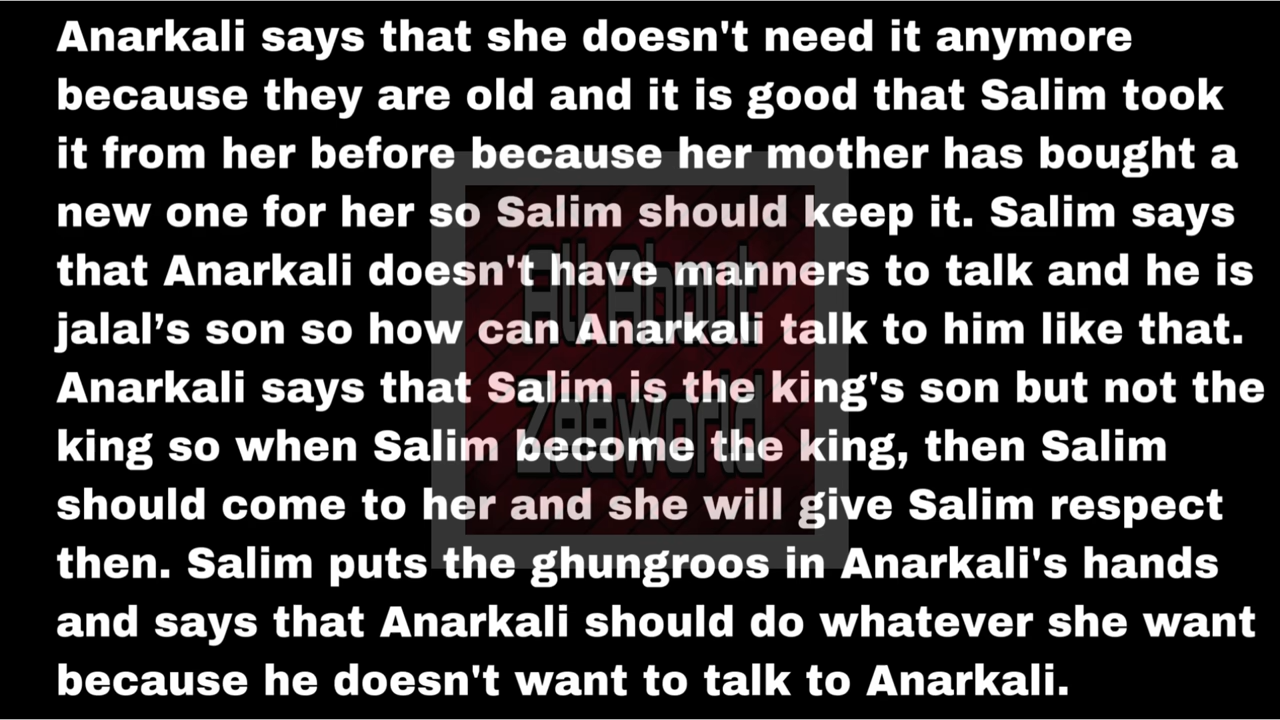 Anarkali says that she doesn't need it anymore
because they are old and it is good that Salim took
it from her before because her mother has bought a
new one for her so Salim should keep it. Salim says
that Anarkali doesn't have manners to talk and he is
jalal’s son so how can Anarkali talk to him like that.
Anarkali says that Salim is the king's son but not the
king so when Salim become the king, then Salim
should come to her and she will give Salim respect
then. Salim puts the ghungroos in Anarkali's hands
and says that Anarkali should do whatever she want
because he doesn't want to talk to Anarkali.
All About
Zeeworld